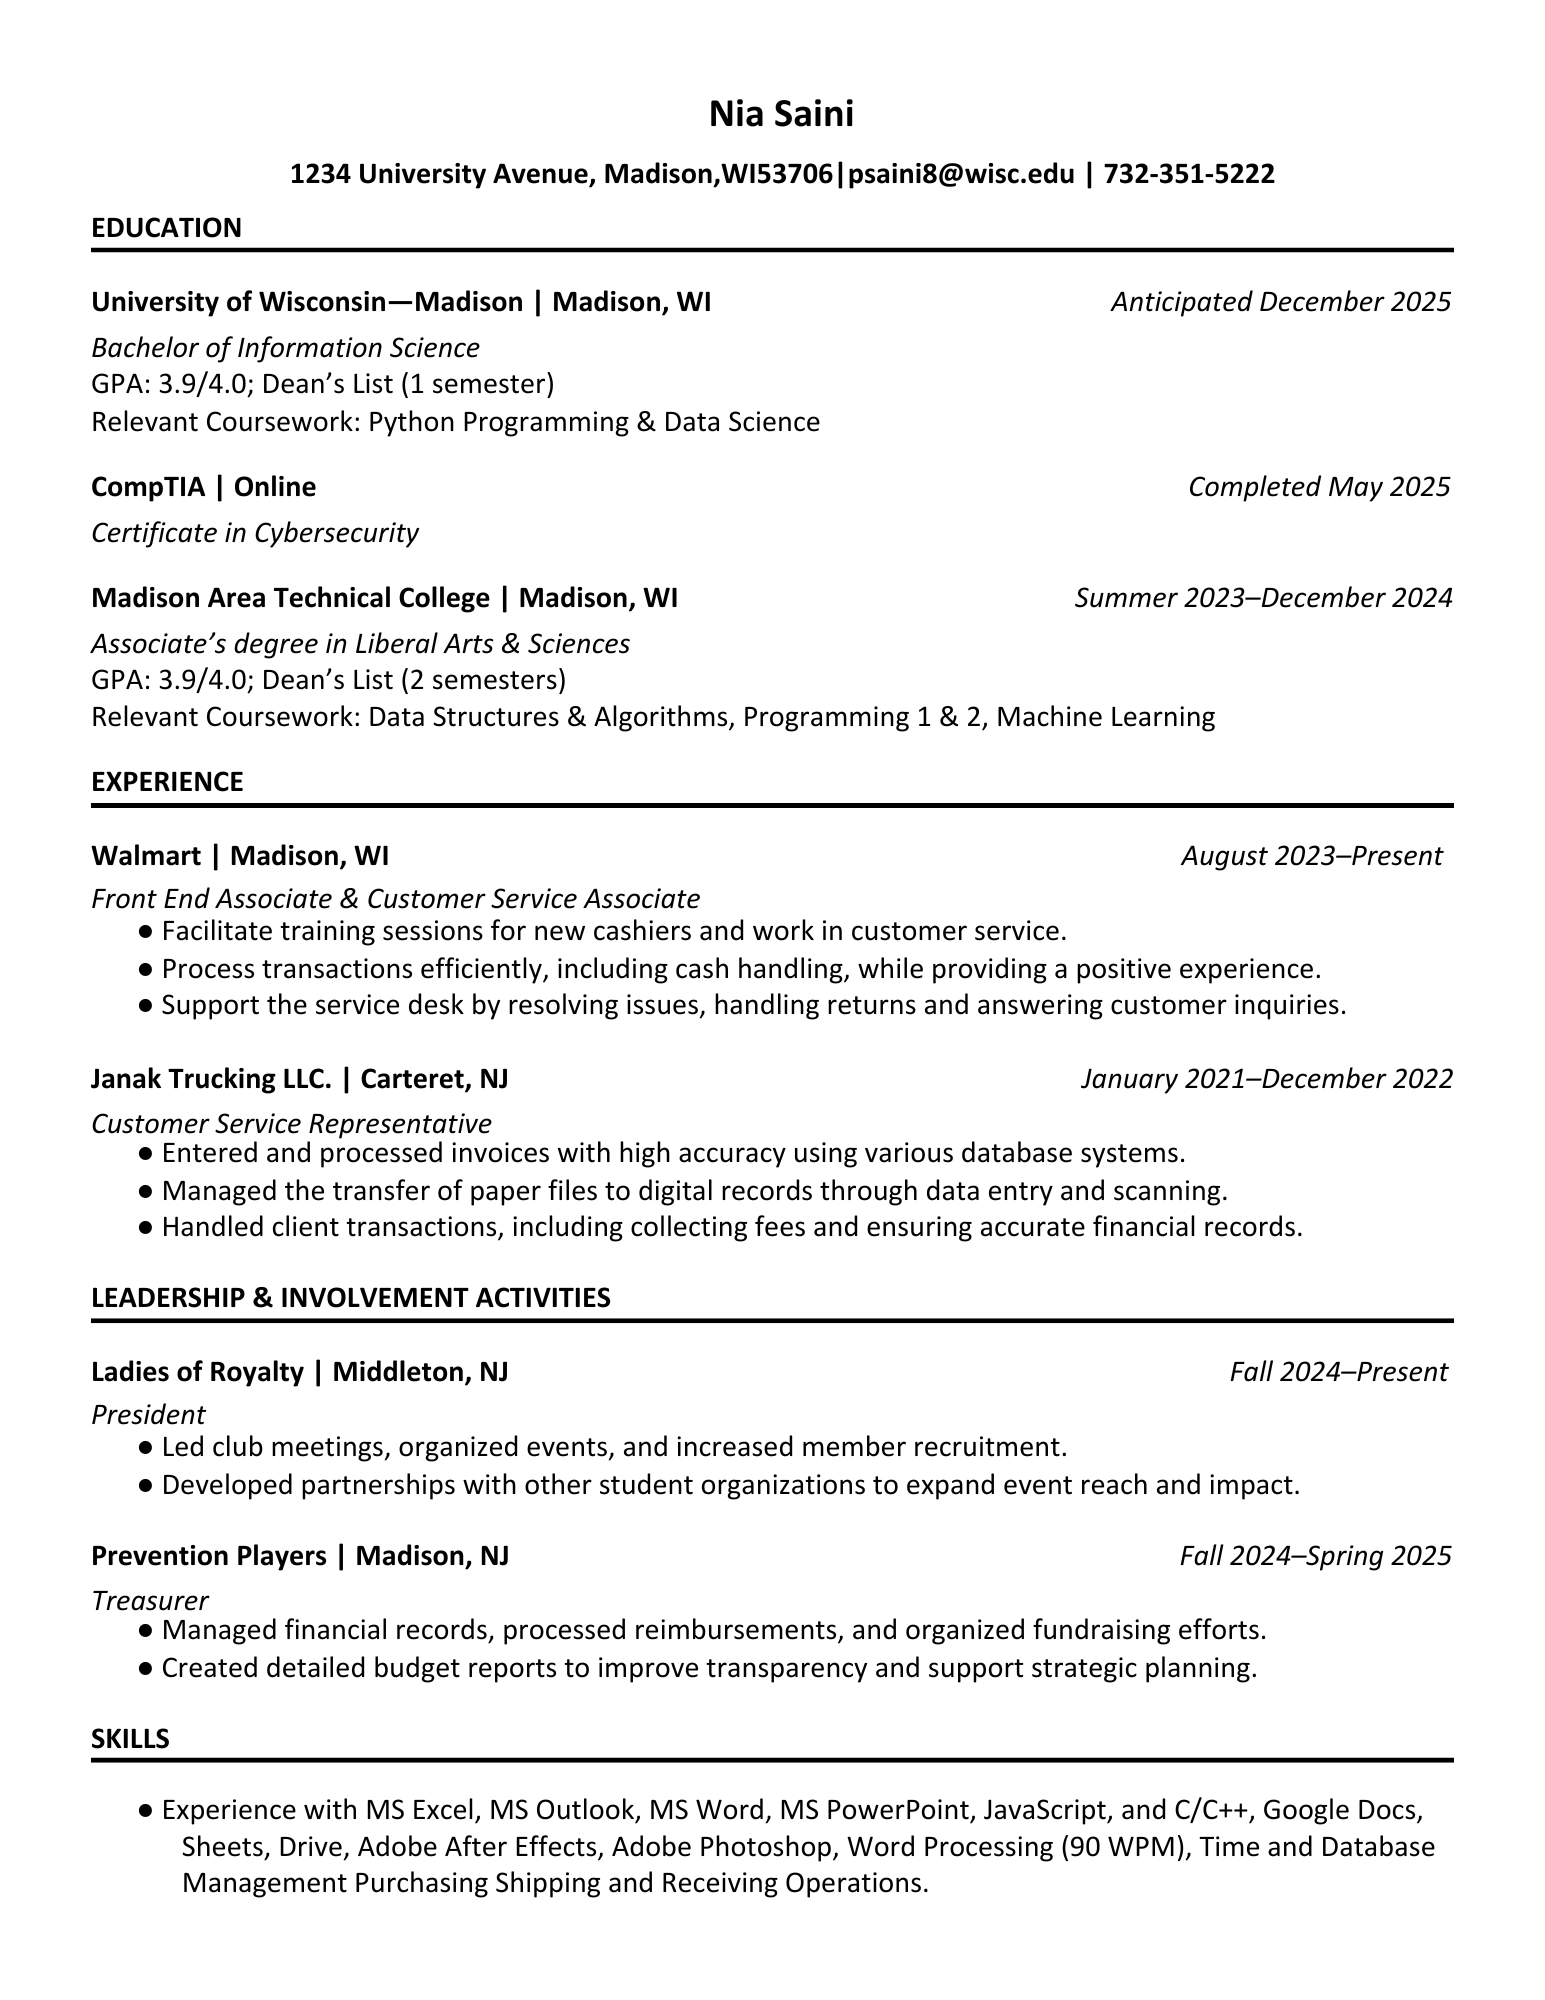 Nia Saini
1234 University Avenue, Madison,WI53706|psaini8@wisc.edu | 732-351-5222
EDUCATION
University of Wisconsin—Madison | Madison, WI Anticipated December 2025
Bachelor of Information Science
GPA: 3.9/4.0; Dean’s List (1 semester)
Relevant Coursework: Python Programming & Data Science
CompTIA | Online Completed May 2025
Certificate in Cybersecurity
Madison Area Technical College | Madison, WI Summer 2023–December 2024
Associate’s degree in Liberal Arts & Sciences
GPA: 3.9/4.0; Dean’s List (2 semesters)
Relevant Coursework: Data Structures & Algorithms, Programming 1 & 2, Machine Learning
EXPERIENCE
Walmart | Madison, WI August 2023–Present
Front End Associate & Customer Service Associate
● Facilitate training sessions for new cashiers and work in customer service.
● Process transactions efficiently, including cash handling, while providing a positive experience.
● Support the service desk by resolving issues, handling returns and answering customer inquiries.
Janak Trucking LLC. | Carteret, NJ January 2021–December 2022
Customer Service Representative
● Entered and processed invoices with high accuracy using various database systems.
● Managed the transfer of paper files to digital records through data entry and scanning.
● Handled client transactions, including collecting fees and ensuring accurate financial records.
LEADERSHIP & INVOLVEMENT ACTIVITIES
Ladies of Royalty | Middleton, NJ Fall 2024–Present
President
● Led club meetings, organized events, and increased member recruitment.
● Developed partnerships with other student organizations to expand event reach and impact.
Prevention Players | Madison, NJ Fall 2024–Spring 2025
Treasurer
● Managed financial records, processed reimbursements, and organized fundraising efforts.
● Created detailed budget reports to improve transparency and support strategic planning.
SKILLS
● Experience with MS Excel, MS Outlook, MS Word, MS PowerPoint, JavaScript, and C/C++, Google Docs,
Sheets, Drive, Adobe After Effects, Adobe Photoshop, Word Processing (90 WPM), Time and Database
Management Purchasing Shipping and Receiving Operations.